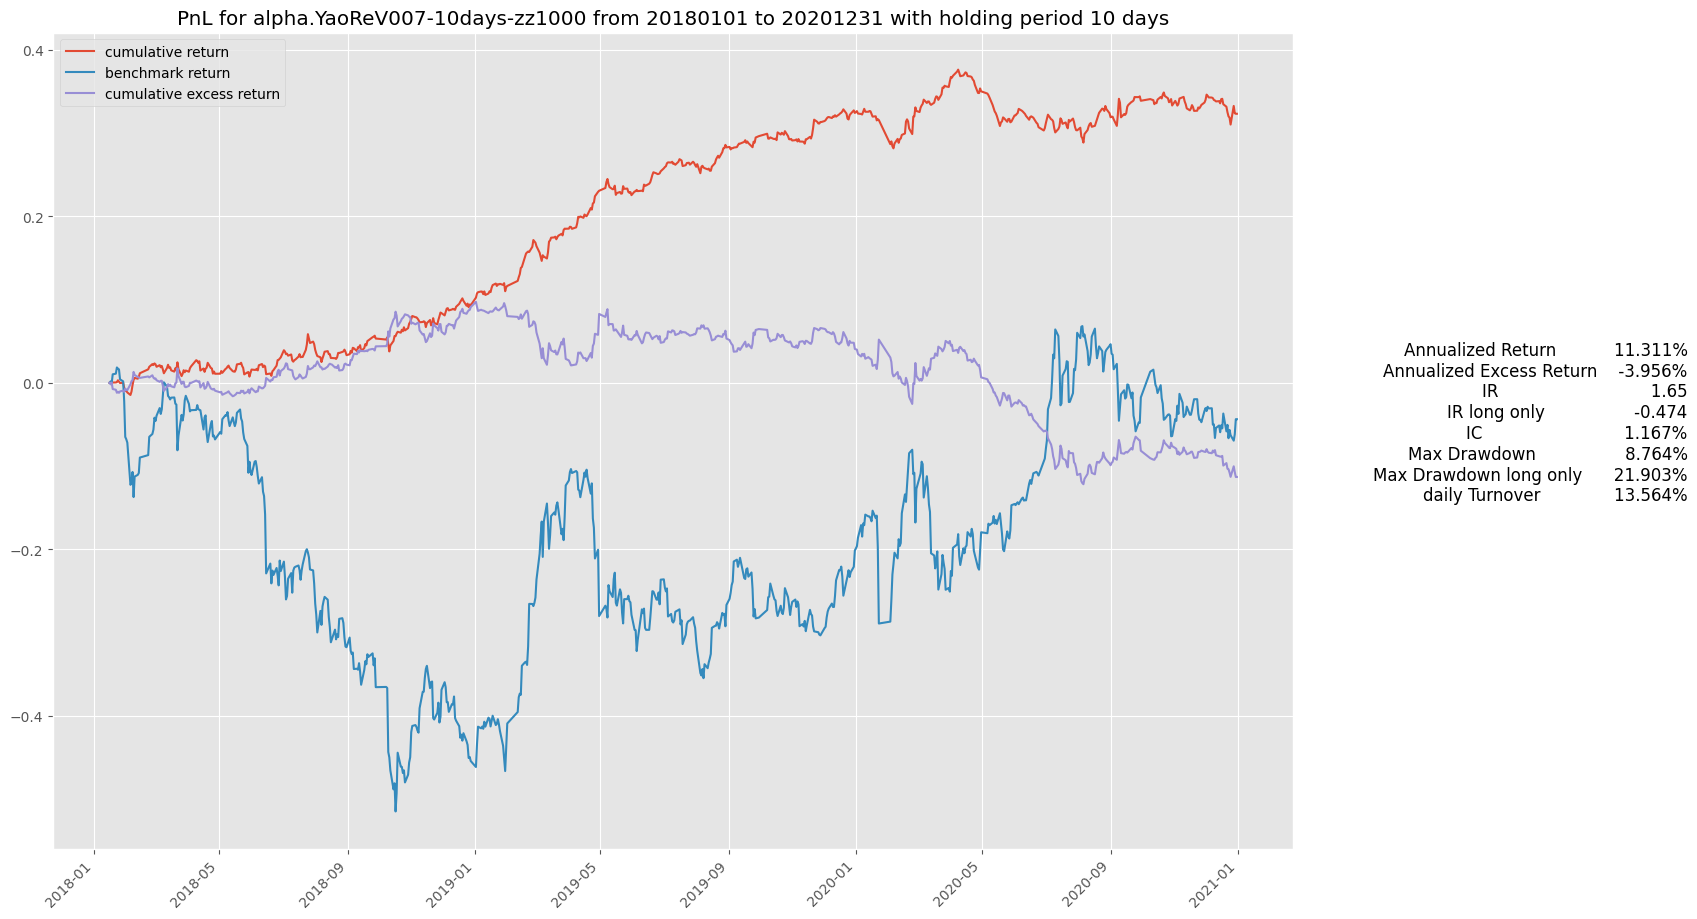 PnL for alpha.YaoReV007-10days-zz1000 from 20180101 to 20201231 with holding period 10 days
cumulative return
benchmark return
cumulative excess return
0.4
0.2
0.0
−0.2
−0.4
2018-01
2018-05
2018-09
2019-01
2019-05
2019-09
2020-01
2020-05
2020-09
2021-01
Annualized Return 11.311%
Annualized Excess Return -3.956%
IR 1.65
IR long only -0.474
IC 1.167%
Max Drawdown 8.764%
Max Drawdown long only 21.903%
daily Turnover 13.564%